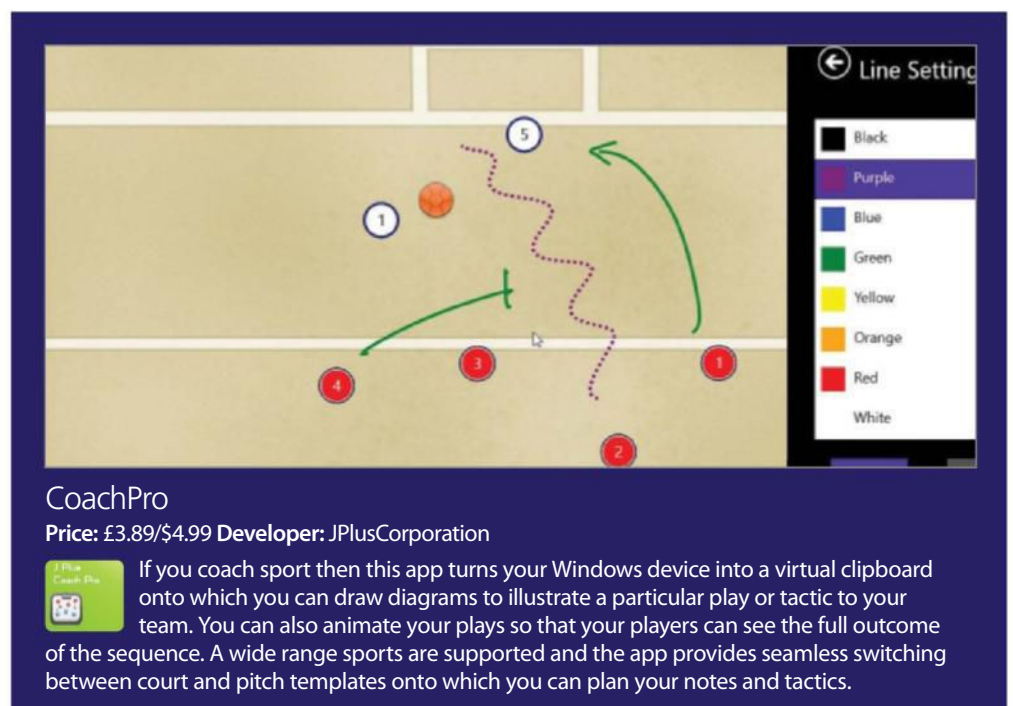 Line Setting
Black
Purple
Blue
Green
Yellow
Orange
Red
White
5
1
4
3
1
2
CoachPro
Price: £3.89/$4.99 Developer: JPlusCorporation
J Plus
Coach Pro
If you coach sport then this app turns your Windows device into a virtual clipboard
onto which you can draw diagrams to illustrate a particular play or tactic to your
team. You can also animate your plays so that your players can see the full outcome
of the sequence. A wide range sports are supported and the app provides seamless switching
between court and pitch templates onto which you can plan your notes and tactics.